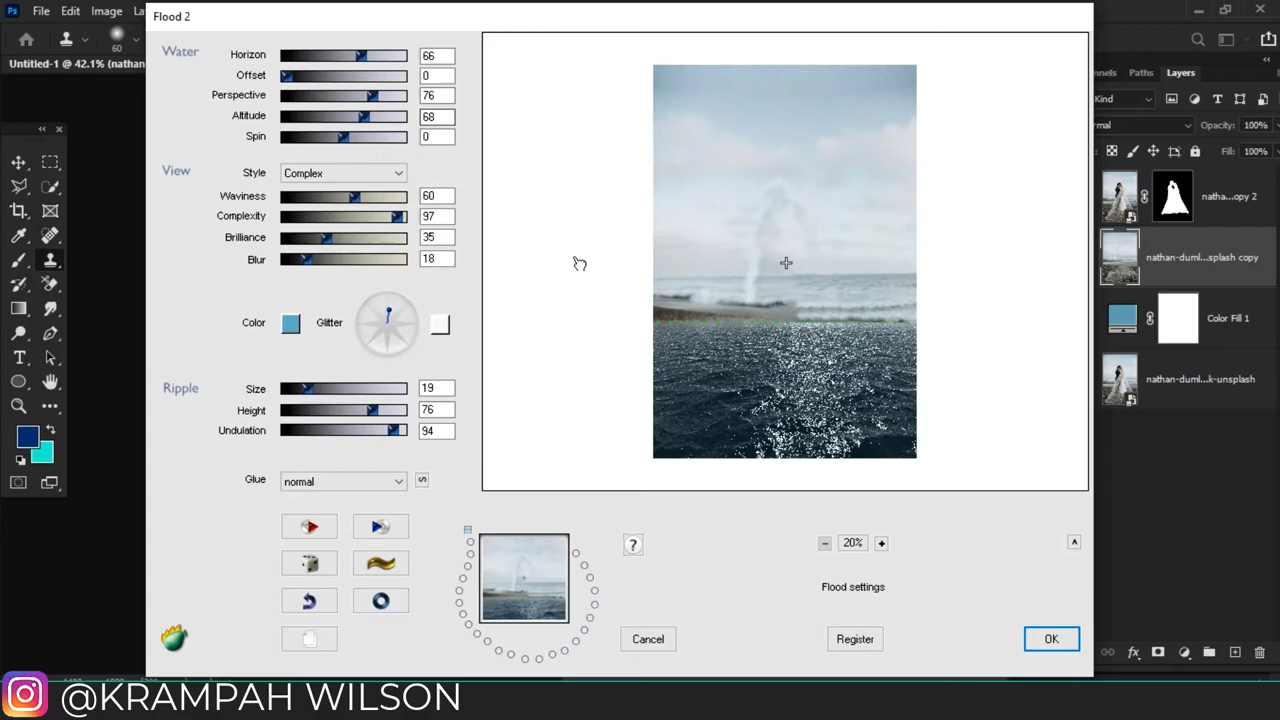 Flood 2
Ps File Edit Image La
60
Untitled-1 @ 42.1% (nathan
Water
Horizon 66
Offset 0
Perspective 76
Altitude 68
Spin 0
View
Style Complex
Waviness 60
Complexity 97
Brilliance 35
Blur 18
Color Glitter
Ripple
Size 19
Height 76
Undulation 94
Glue normal S
?
20%
Flood settings
Cancel Register OK
nnels Paths Layers
Kind
rmal Opacity: 100%
Fill: 100%
natha...opy 2
nathan-duml...splash copy
Color Fill 1
nathan-duml...k-unsplash
@KRAMPAH WILSON